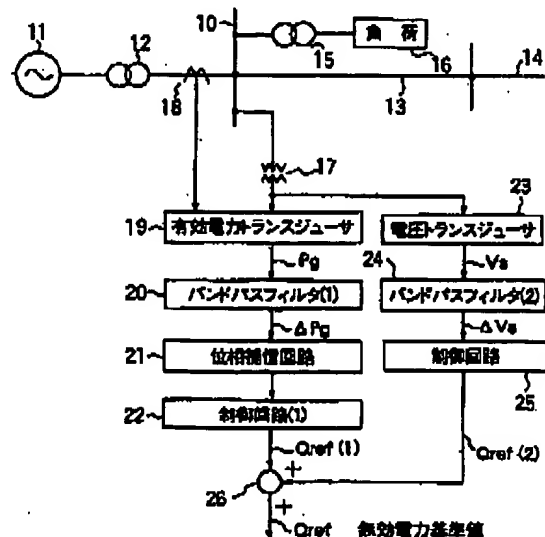 10
11
12
15
負荷
16
14
18
13
17
23
19
有効電力トランスジューサ
電圧トランスジューサ
Pg
24
Vs
20
バンドパスフィルタ(1)
バンドパスフィルタ(2)
ΔPg
ΔVs
21
位相補償回路
制御回路
25
22
制御回路(1)
Qref(1)
Qref(2)
+
26
+
Qref 無効電力基準値